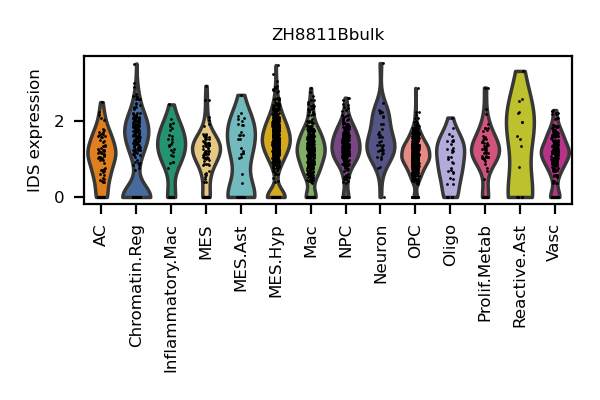 ZH8811Bbulk
IDS expression
2
0
AC
Chromatin.Reg
Inflammatory.Mac
MES
MES.Ast
MES.Hyp
Mac
NPC
Neuron
OPC
Oligo
Prolif.Metab
Reactive.Ast
Vasc